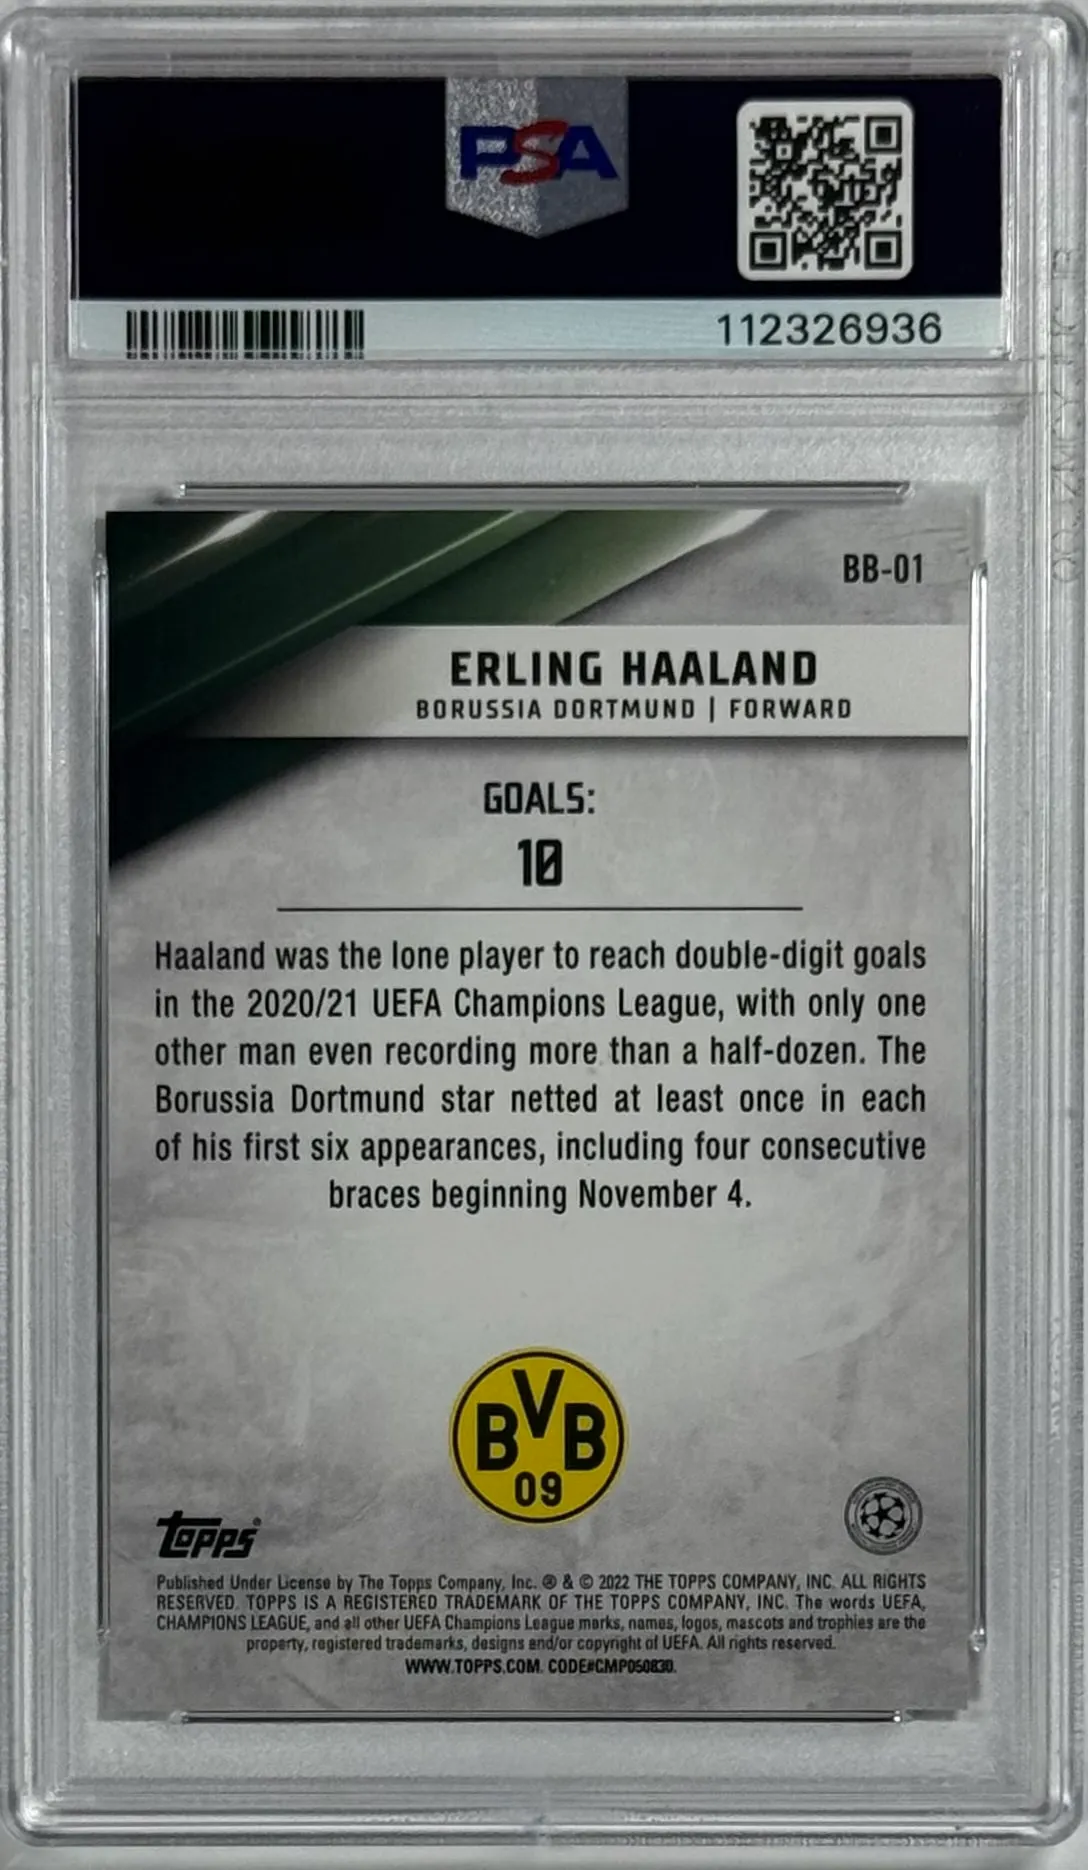 PSA
112326936
BB-01
ERLING HAALAND
BORUSSIA DORTMUND | FORWARD
GOALS:
10
Haaland was the lone player to reach double-digit goals
in the 2020/21 UEFA Champions League, with only one
other man even recording more than a half-dozen. The
Borussia Dortmund star netted at least once in each
of his first six appearances, including four consecutive
braces beginning November 4.
BVB
09
topps®
Published Under License by The Topps Company, Inc. ® & © 2022 THE TOPPS COMPANY, INC. ALL RIGHTS
RESERVED. TOPPS IS A REGISTERED TRADEMARK OF THE TOPPS COMPANY, INC. The words UEFA,
CHAMPIONS LEAGUE, and all other UEFA Champions League marks, names, logos, mascots and trophies are the
property, registered trademarks, designs and/or copyright of UEFA. All rights reserved.
WWW.TOPPS.COM. CODE#CMP050830.